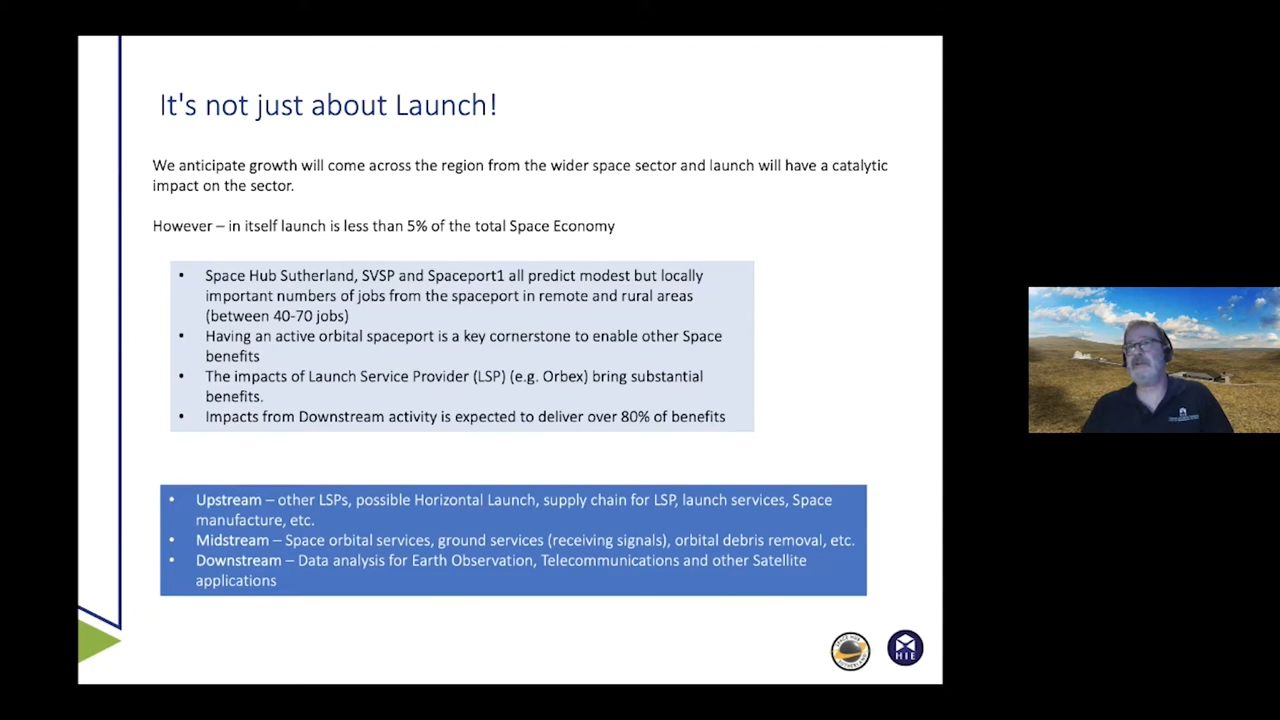 It's not just about Launch!
We anticipate growth will come across the region from the wider space sector and launch will have a catalytic
impact on the sector.
However – in itself launch is less than 5% of the total Space Economy
• Space Hub Sutherland, SVSP and Spaceport1 all predict modest but locally
important numbers of jobs from the spaceport in remote and rural areas
(between 40-70 jobs)
• Having an active orbital spaceport is a key cornerstone to enable other Space
benefits
• The impacts of Launch Service Provider (LSP) (e.g. Orbex) bring substantial
benefits.
• Impacts from Downstream activity is expected to deliver over 80% of benefits
• Upstream – other LSPs, possible Horizontal Launch, supply chain for LSP, launch services, Space
manufacture, etc.
• Midstream – Space orbital services, ground services (receiving signals), orbital debris removal, etc.
• Downstream – Data analysis for Earth Observation, Telecommunications and other Satellite
applications
SPACE HUB
SUTHERLAND
HIE